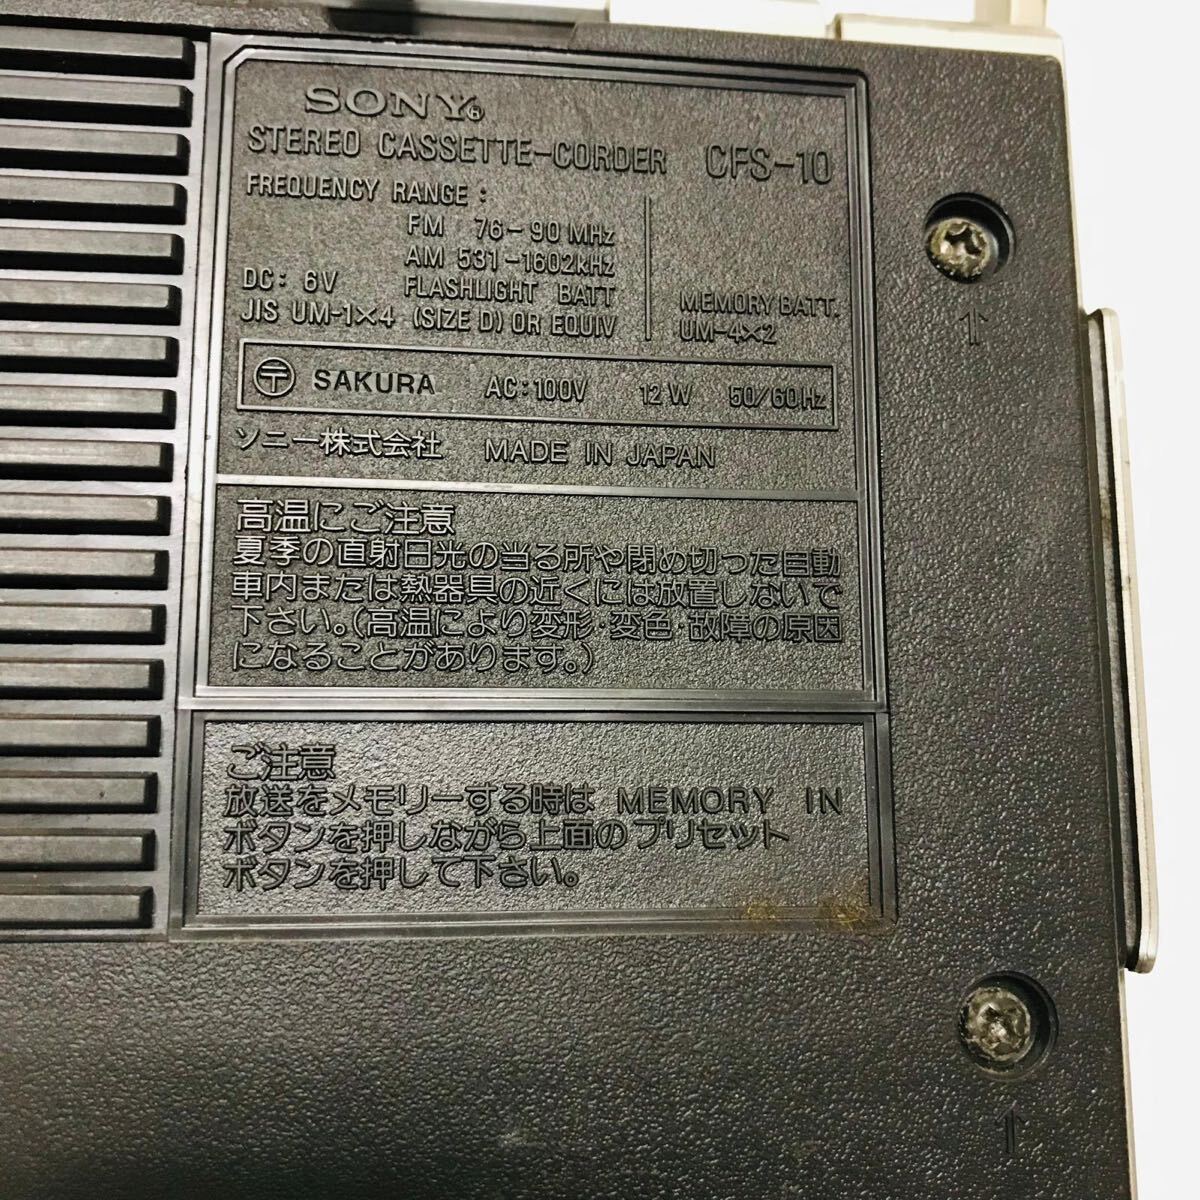 SONY®
STEREO CASSETTE-CORDER CFS-10
FREQUENCY RANGE:
FM 76-90 MHz
AM 531-1602kHz
DC: 6V FLASHLIGHT BATT
JIS UM-1×4 (SIZE D) OR EQUIV
MEMORY BATT.
UM-4×2
〶 SAKURA AC:100V 12W 50/60Hz
ソニー株式会社 MADE IN JAPAN
高温にご注意
夏季の直射日光の当る所や閉め切った自動
車内または熱器具の近くには放置しないで
下さい。(高温により変形・変色・故障の原因
になることがあります。)
ご注意
放送をメモリーする時は MEMORY IN
ボタンを押しながら上面のプリセット
ボタンを押して下さい。
⇑
⇑